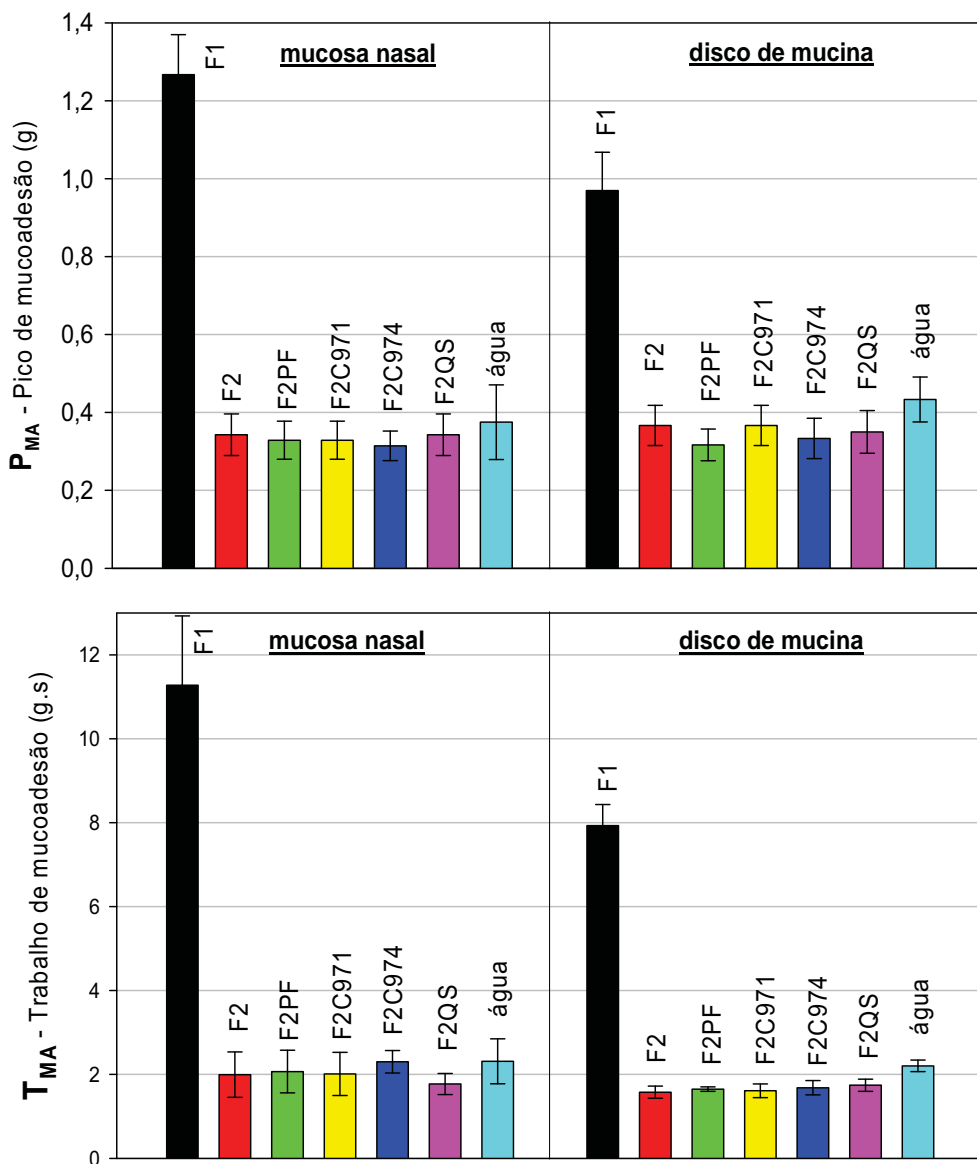 P_MA - Pico de mucoadesão (g)
1,4
1,2
1,0
0,8
0,6
0,4
0,2
0,0
mucosa nasal
F1
F2
F2PF
F2C971
F2C974
F2QS
água
disco de mucina
F1
F2
F2PF
F2C971
F2C974
F2QS
água
T_MA - Trabalho de mucoadesão (g.s)
12
10
8
6
4
2
0
mucosa nasal
F1
F2
F2PF
F2C971
F2C974
F2QS
água
disco de mucina
F1
F2
F2PF
F2C971
F2C974
F2QS
água